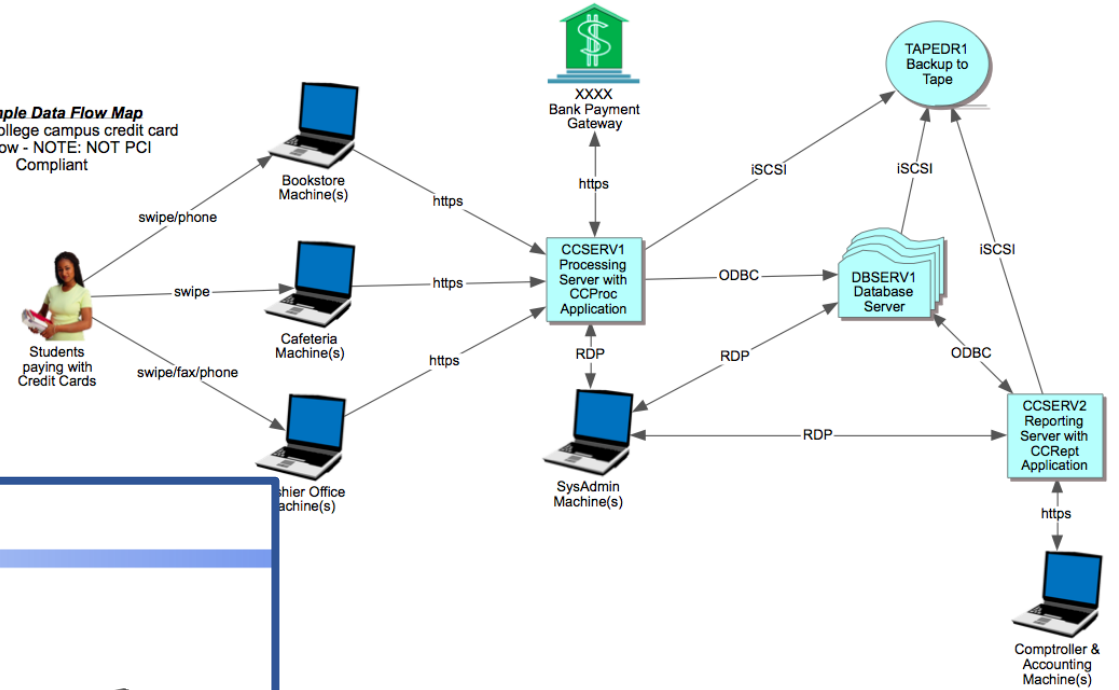 ple Data Flow Map
ollege campus credit card
ow - NOTE: NOT PCI
Compliant
XXXX
Bank Payment
Gateway
TAPEDR1
Backup to
Tape
Bookstore
Machine(s)
swipe/phone
https
https
iSCSI
iSCSI
iSCSI
Students
paying with
Credit Cards
swipe
Cafeteria
Machine(s)
https
CCSERV1
Processing
Server with
CCProc
Application
ODBC
DBSERV1
Database
Server
swipe/fax/phone
https
RDP
RDP
ODBC
shier Office
achine(s)
SysAdmin
Machine(s)
RDP
CCSERV2
Reporting
Server with
CCRept
Application
https
Comptroller &
Accounting
Machine(s)